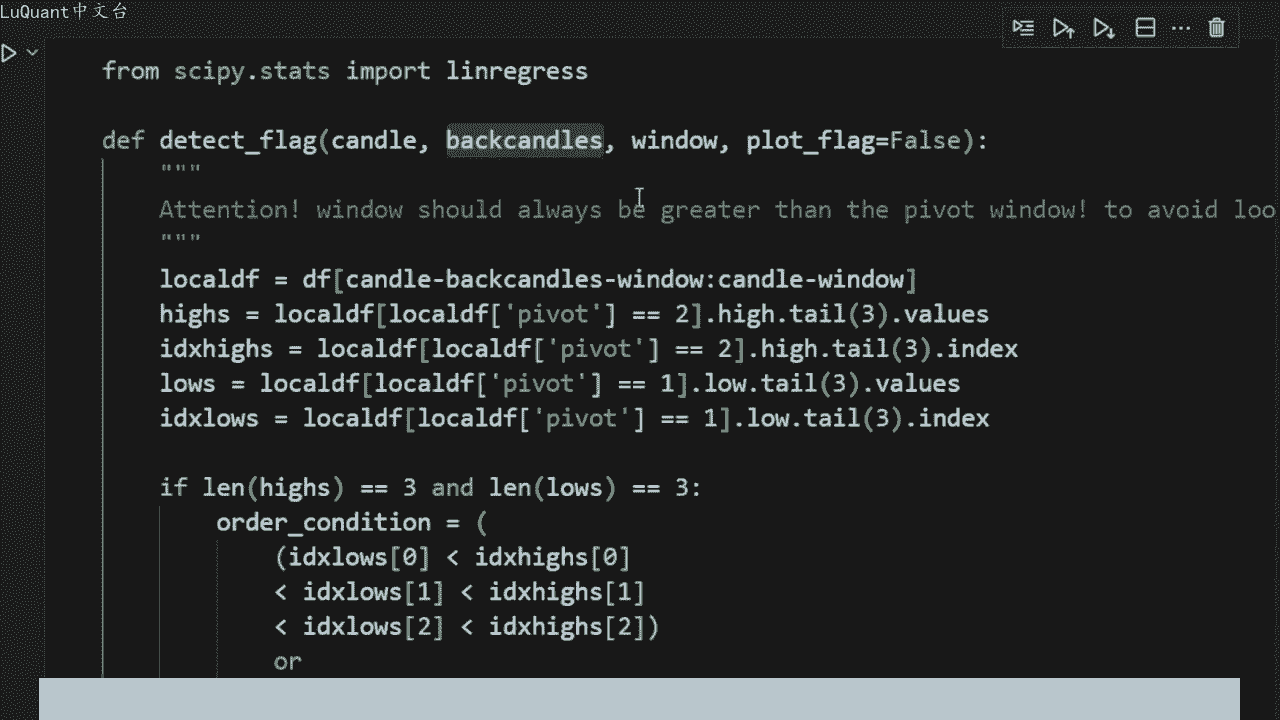 LuQuant中文台
from scipy.stats import linregress
def detect_flag(candle, backcandles, window, plot_flag=False):
"""
Attention! window should always be greater than the pivot window! to avoid loo
"""
localdf = df[candle-backcandles-window:candle-window]
highs = localdf[localdf['pivot'] == 2].high.tail(3).values
idxhighs = localdf[localdf['pivot'] == 2].high.tail(3).index
lows = localdf[localdf['pivot'] == 1].low.tail(3).values
idxlows = localdf[localdf['pivot'] == 1].low.tail(3).index
if len(highs) == 3 and len(lows) == 3:
order_condition = (
(idxlows[0] < idxhighs[0]
< idxlows[1] < idxhighs[1]
< idxlows[2] < idxhighs[2])
or